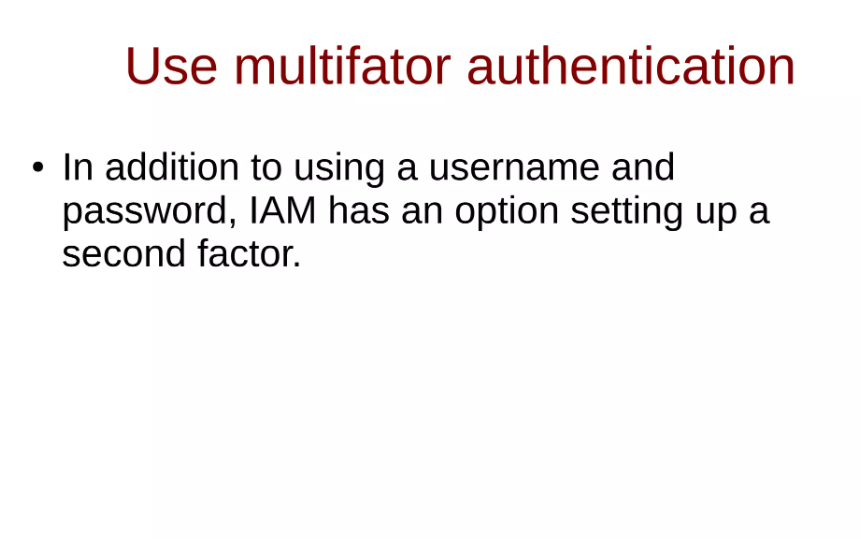 Use multifator authentication
• In addition to using a username and
password, IAM has an option setting up a
second factor.